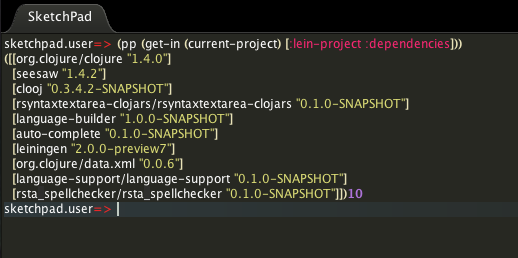 SketchPad
sketchpad.user=> (pp (get-in (current-project) [:lein-project :dependencies]))
([[org.clojure/clojure "1.4.0"]
[seesaw "1.4.2"]
[clooj "0.3.4.2-SNAPSHOT"]
[rsyntaxtextarea-clojars/rsyntaxtextarea-clojars "0.1.0-SNAPSHOT"]
[language-builder "1.0.0-SNAPSHOT"]
[auto-complete "0.1.0-SNAPSHOT"]
[leiningen "2.0.0-preview7"]
[org.clojure/data.xml "0.0.6"]
[language-support/language-support "0.1.0-SNAPSHOT"]
[rsta_spellchecker/rsta_spellchecker "0.1.0-SNAPSHOT"]])10
sketchpad.user=>